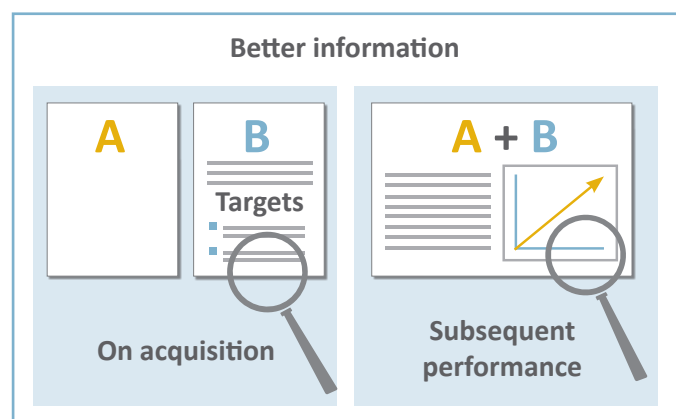 Better information
A
B
Targets
On acquisition
A + B
Subsequent
performance